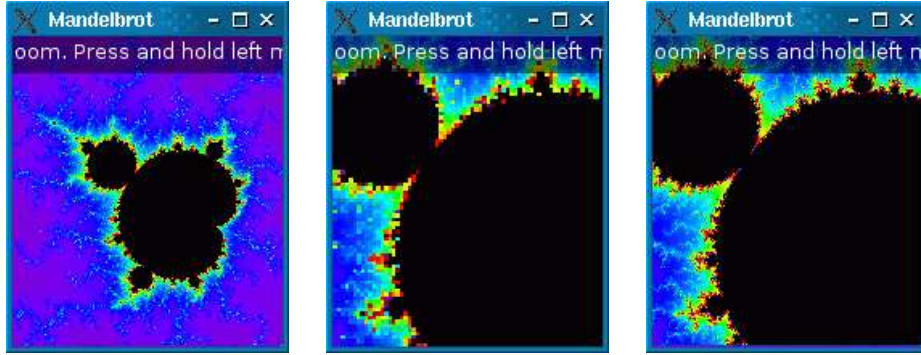 Mandelbrot
oom. Press and hold left m
Mandelbrot
oom. Press and hold left m
Mandelbrot
oom. Press and hold left m